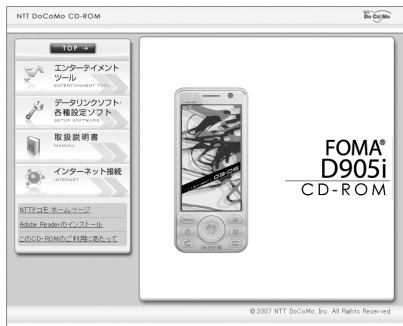 NTT DoCoMo CD-ROM
NTT
DoCoMo
TOP →
エンターテイメント
ツール
ENTERTAINMENT TOOL
データリンクソフト・
各種設定ソフト
SETUP SOFTWARE
取扱説明書
MANUAL
インターネット接続
INTERNET
NTTドコモ ホームページ
Adobe Readerのインストール
このCD-ROMのご利用にあたって
FOMA®
D905i
CD-ROM
© 2007 NTT DoCoMo, Inc. All Rights Reserved.